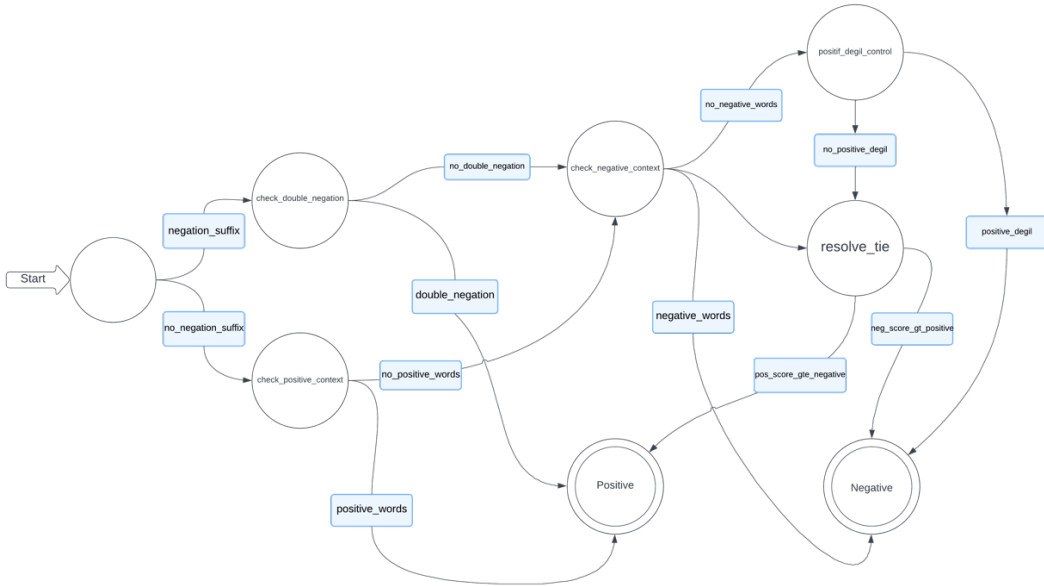 positif_degil_control
no_negative_words
no_positive_degil
no_double_negation
check_negative_context
check_double_negation
negation_suffix
positive_degil
resolve_tie
Start
double_negation
negative_words
no_negation_suffix
neg_score_gt_positive
check_positive_context
no_positive_words
pos_score_gte_negative
Positive
Negative
positive_words